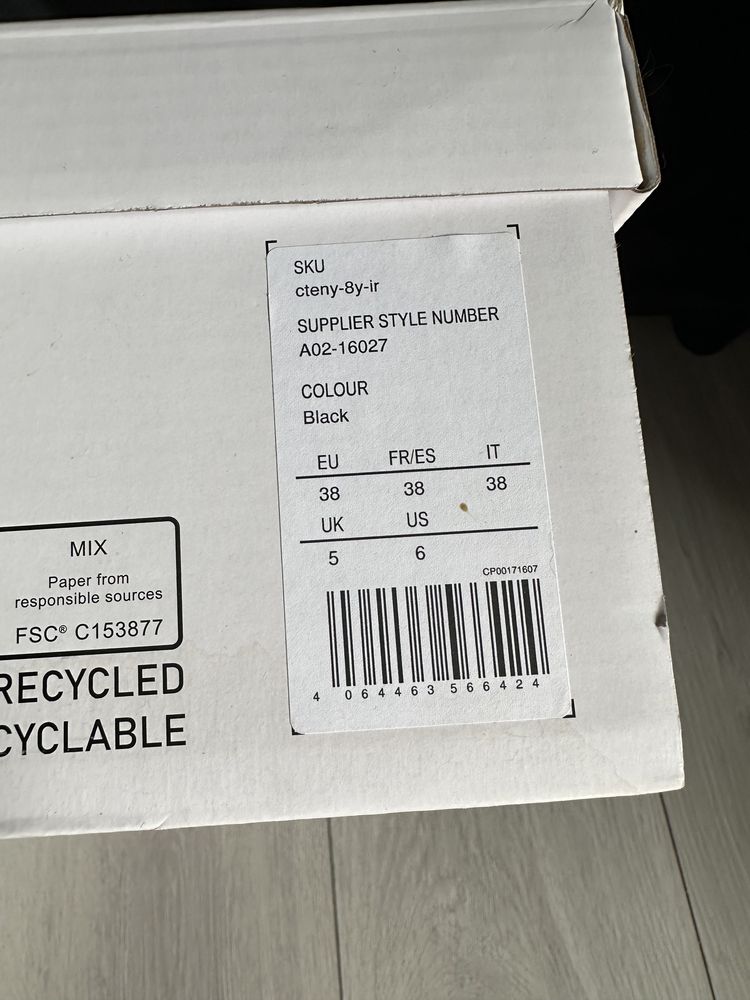 SKU
cteny-8y-ir
SUPPLIER STYLE NUMBER
A02-16027
COLOUR
Black
EU FR/ES IT
38 38 38
UK US
5 6
CP00171607
4 064463 566424
MIX
Paper from
responsible sources
FSC® C153877
RECYCLED
CYCLABLE